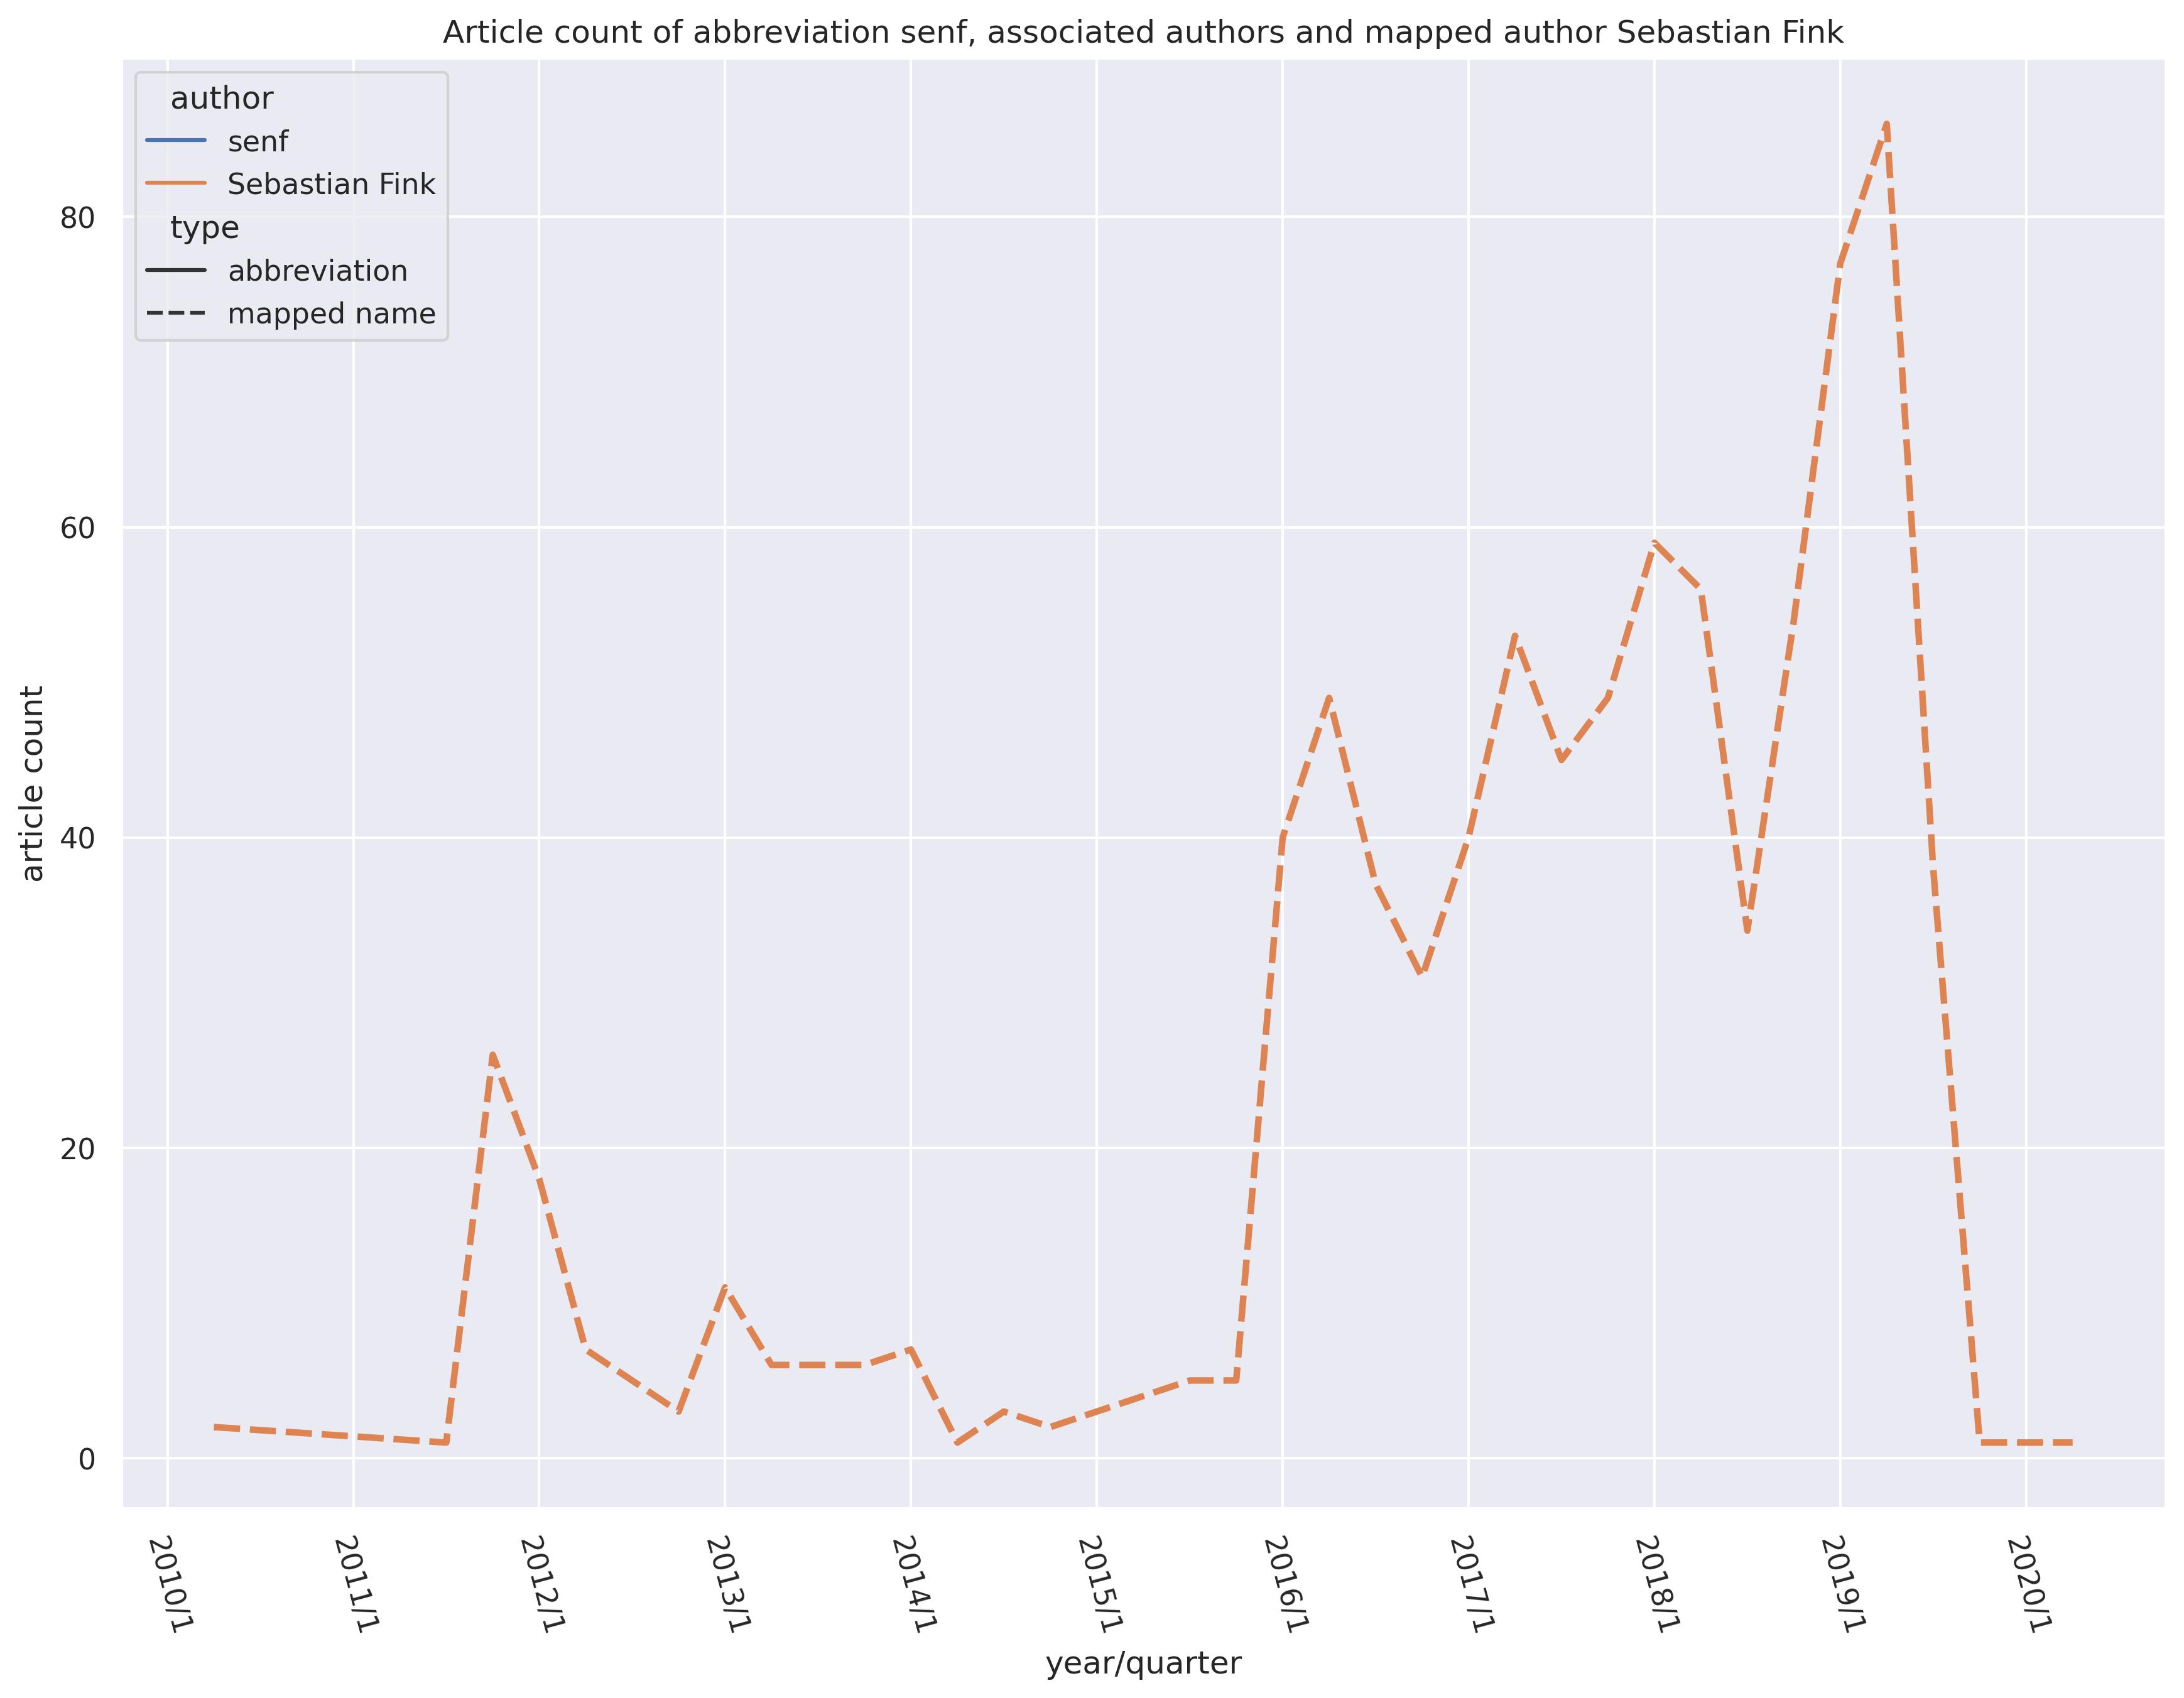 Article count of abbreviation senf, associated authors and mapped author Sebastian Fink
author
senf
Sebastian Fink
type
abbreviation
mapped name
article count
80
60
40
20
0
2010/1
2011/1
2012/1
2013/1
2014/1
2015/1
2016/1
2017/1
2018/1
2019/1
2020/1
year/quarter